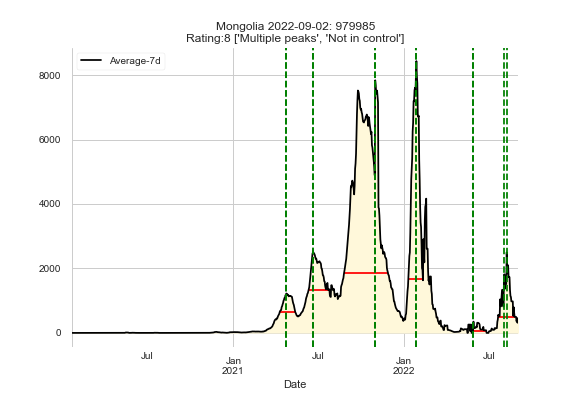 Mongolia 2022-09-02: 979985
Rating:8 ['Multiple peaks', 'Not in control']
Average-7d
8000
6000
4000
2000
0
Jul
Jan
2021
Jul
Jan
2022
Jul
Date